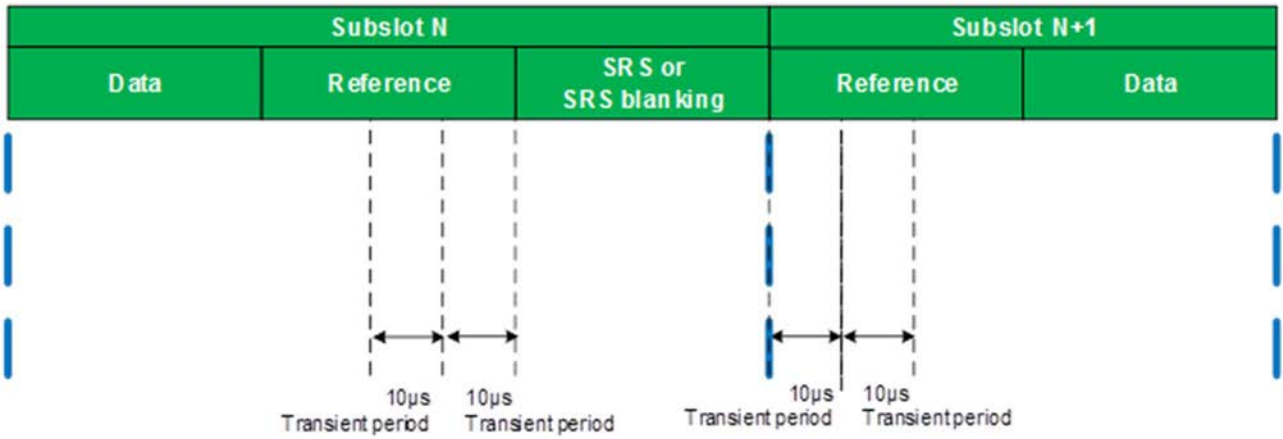 Subslot N
Subslot N+1
Data
Reference
SRS or
SRS blanking
Reference
Data
10µs
Transient period
10µs
Transient period
10µs
Transient period
10µs
Transient period